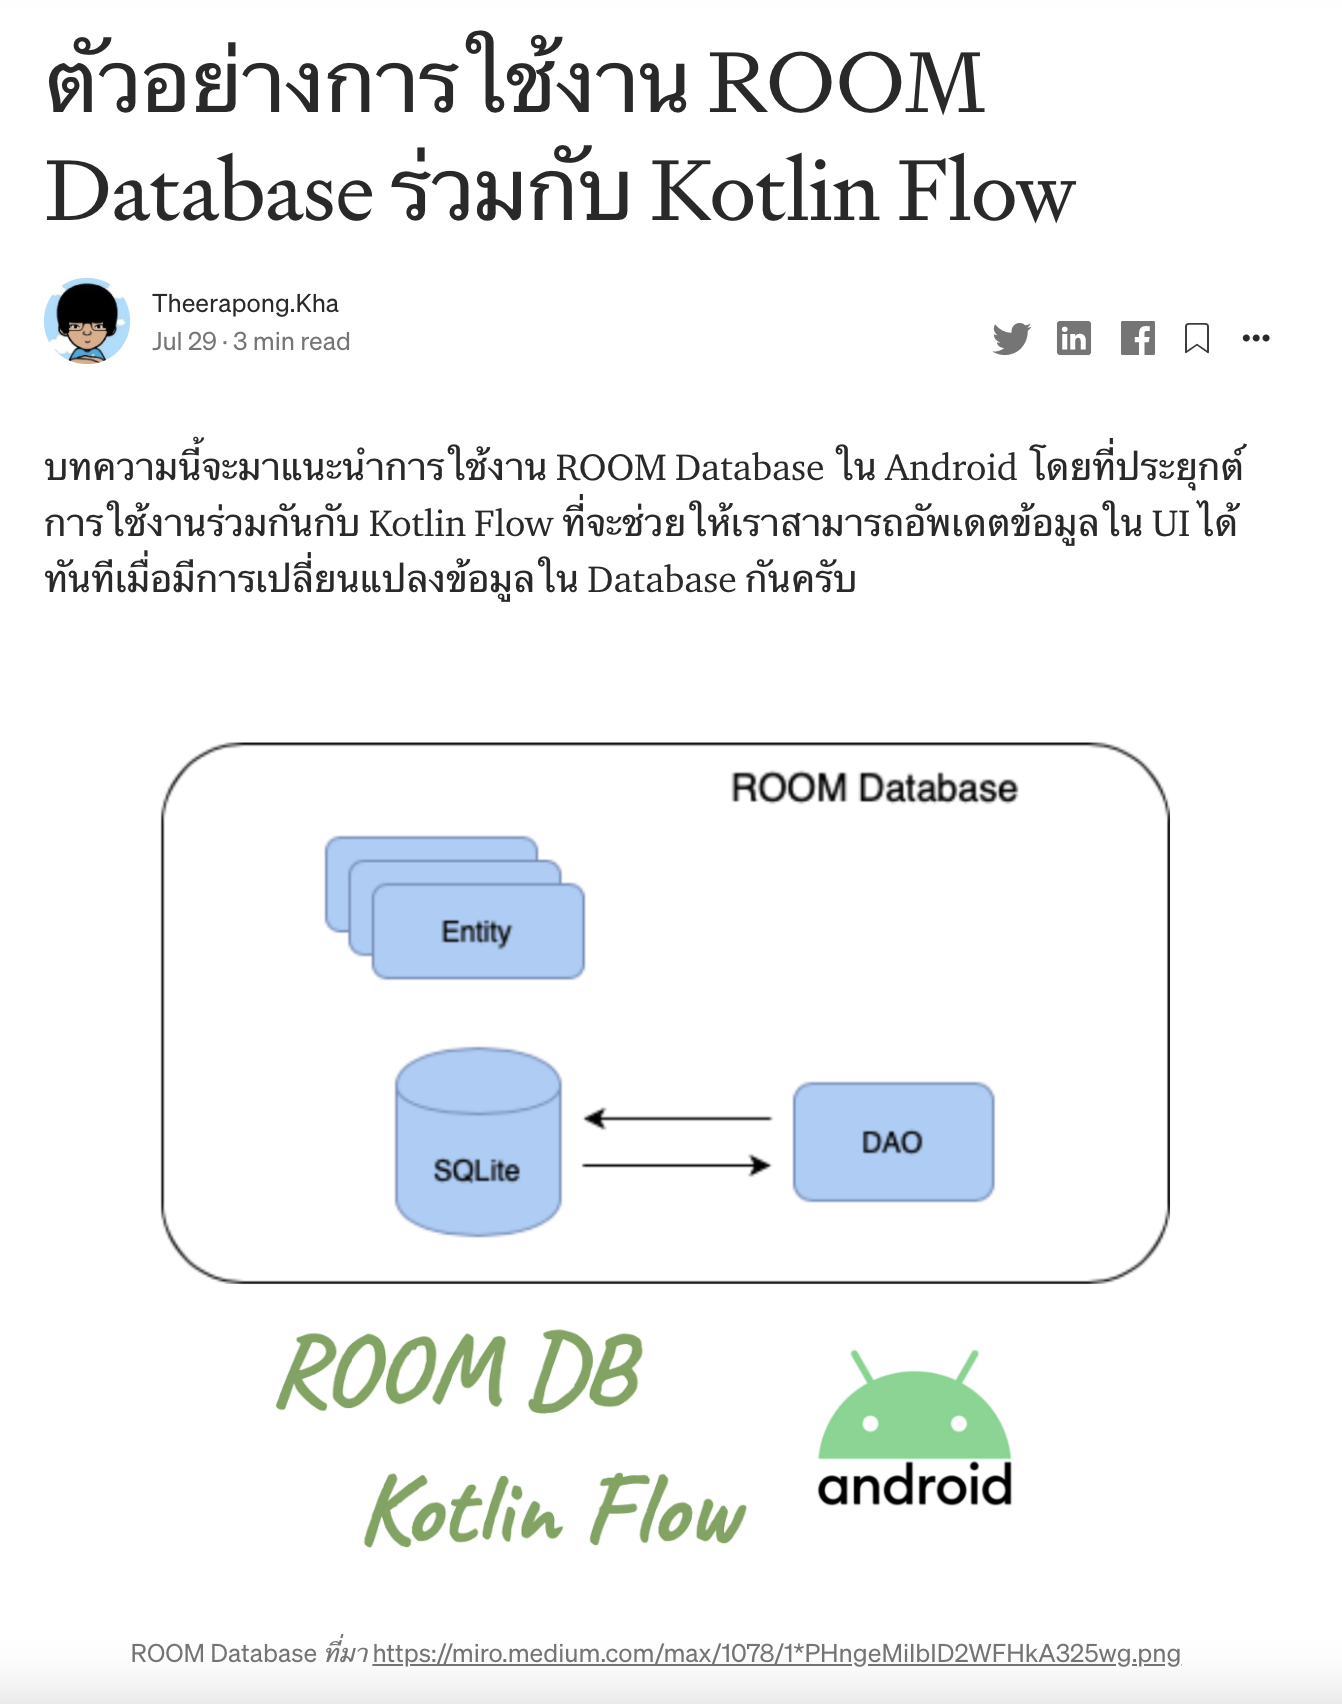 ตัวอย่างการใช้งาน ROOM
Database ร่วมกับ Kotlin Flow
Theerapong.Kha
Jul 29 · 3 min read
บทความนี้จะมาแนะนำการใช้งาน ROOM Database ใน Android โดยที่ประยุกต์
การใช้งานร่วมกันกับ Kotlin Flow ที่จะช่วยให้เราสามารถอัพเดตข้อมูลใน UI ได้
ทันทีเมื่อมีการเปลี่ยนแปลงข้อมูลใน Database กันครับ
ROOM Database
Entity
SQLite
DAO
ROOM DB
Kotlin Flow
android
ROOM Database ที่มา https://miro.medium.com/max/1078/1*PHngeMilbID2WFHkA325wg.png